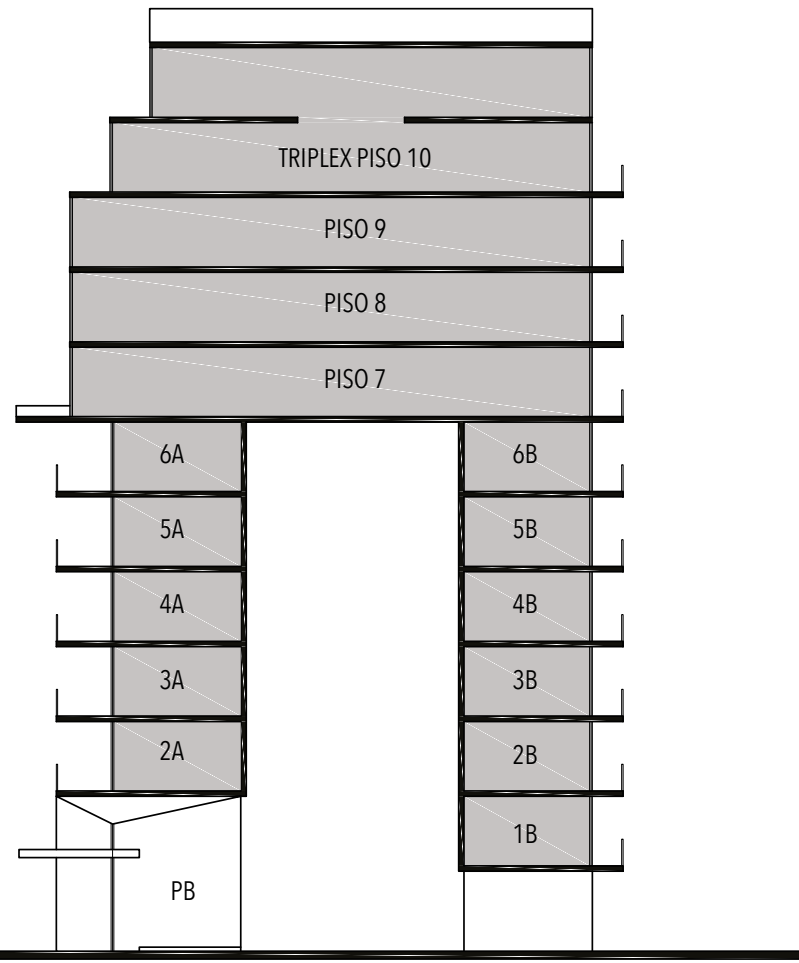 TRIPLEX PISO 10
PISO 9
PISO 8
PISO 7
6A
6B
5A
5B
4A
4B
3A
3B
2A
2B
1B
PB